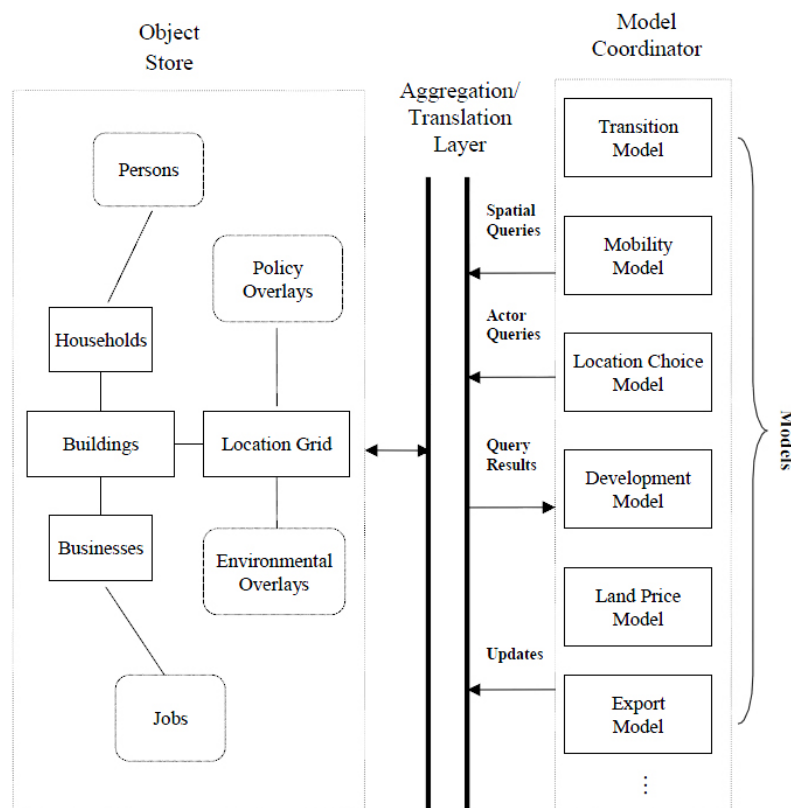 Object
Store
Model
Coordinator
Aggregation/
Translation
Layer
Persons
Policy
Overlays
Households
Buildings
Location Grid
Businesses
Environmental
Overlays
Jobs
Spatial
Queries
Actor
Queries
Query
Results
Updates
Transition
Model
Mobility
Model
Location Choice
Model
Development
Model
Land Price
Model
Export
Model
⋮
Models